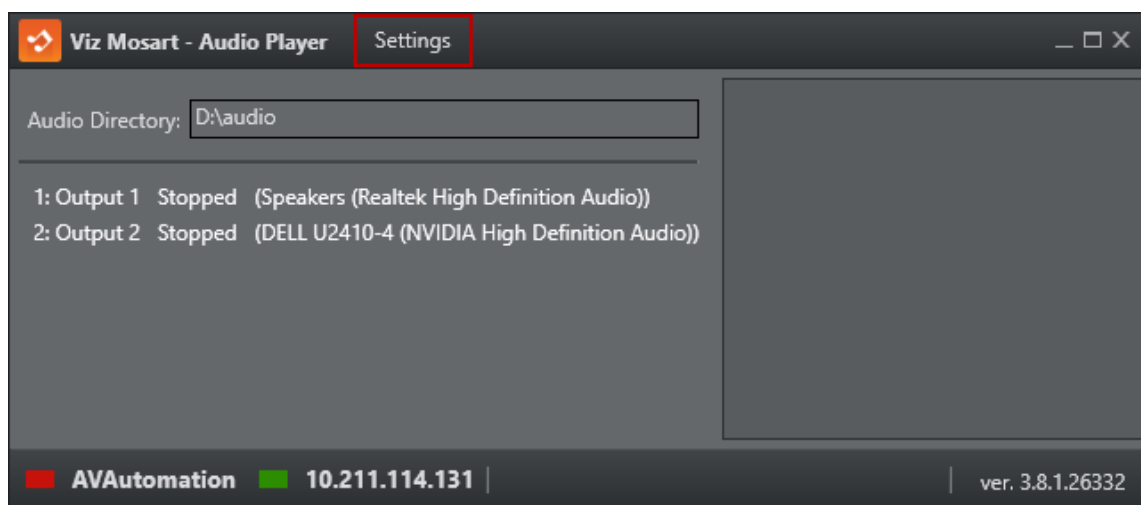 Viz Mosart - Audio Player Settings
Audio Directory: D:\audio
1: Output 1 Stopped (Speakers (Realtek High Definition Audio))
2: Output 2 Stopped (DELL U2410-4 (NVIDIA High Definition Audio))
AVAutomation 10.211.114.131 ver. 3.8.1.26332